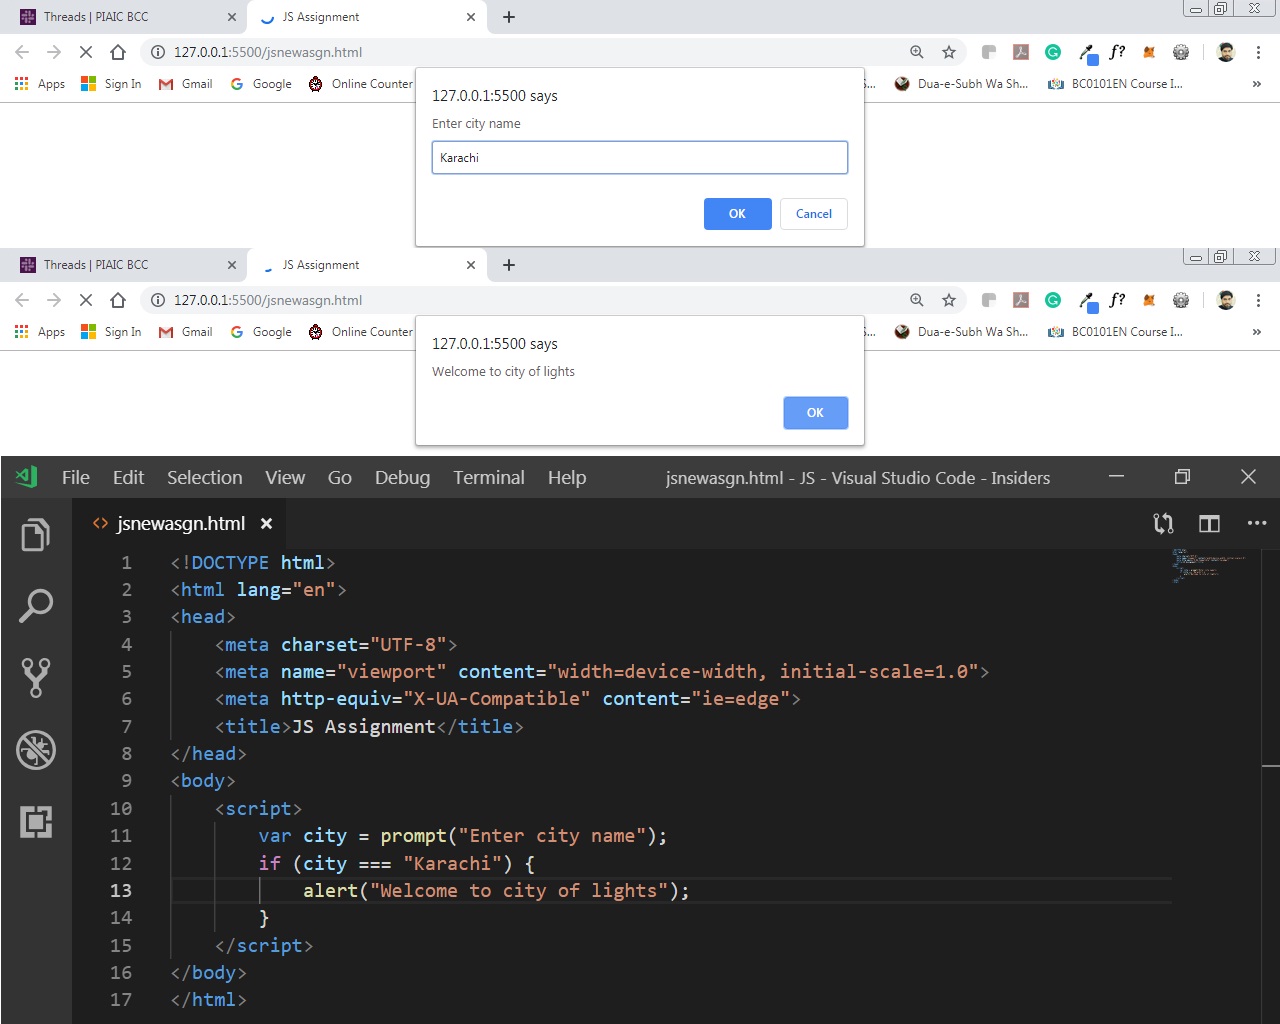 Threads | PIAIC BCC
JS Assignment
127.0.0.1:5500/jsnewasgn.html
f?
Apps
Sign In
Gmail
Google
Online Counter
S...
Dua-e-Subh Wa Sh...
BC0101EN Course I...
»
127.0.0.1:5500 says
Enter city name
Karachi
OK
Cancel
Threads | PIAIC BCC
JS Assignment
127.0.0.1:5500/jsnewasgn.html
f?
Apps
Sign In
Gmail
Google
Online Counter
S...
Dua-e-Subh Wa Sh...
BC0101EN Course I...
»
127.0.0.1:5500 says
Welcome to city of lights
OK
File Edit Selection View Go Debug Terminal Help jsnewasgn.html - JS - Visual Studio Code - Insiders
<> jsnewasgn.html
1 <!DOCTYPE html>
2 <html lang="en">
3 <head>
4 <meta charset="UTF-8">
5 <meta name="viewport" content="width=device-width, initial-scale=1.0">
6 <meta http-equiv="X-UA-Compatible" content="ie=edge">
7 <title>JS Assignment</title>
8 </head>
9 <body>
10 <script>
11 var city = prompt("Enter city name");
12 if (city === "Karachi") {
13 alert("Welcome to city of lights");
14 }
15 </script>
16 </body>
17 </html>